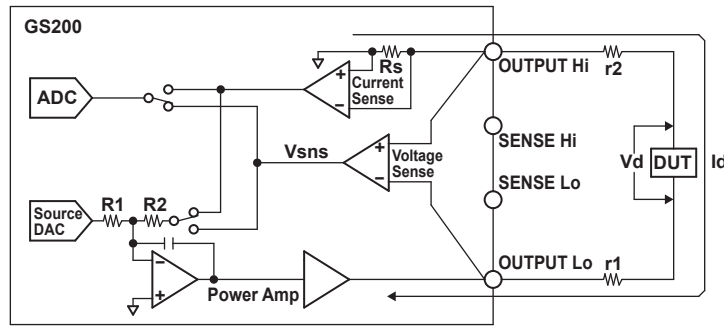 GS200
Rs
OUTPUT Hi
r2
ADC
+
−
Current
Sense
SENSE Hi
Vsns
+
−
Voltage
Sense
Vd
DUT
Id
Source
DAC
R1
R2
SENSE Lo
−
+
Power Amp
OUTPUT Lo
r1